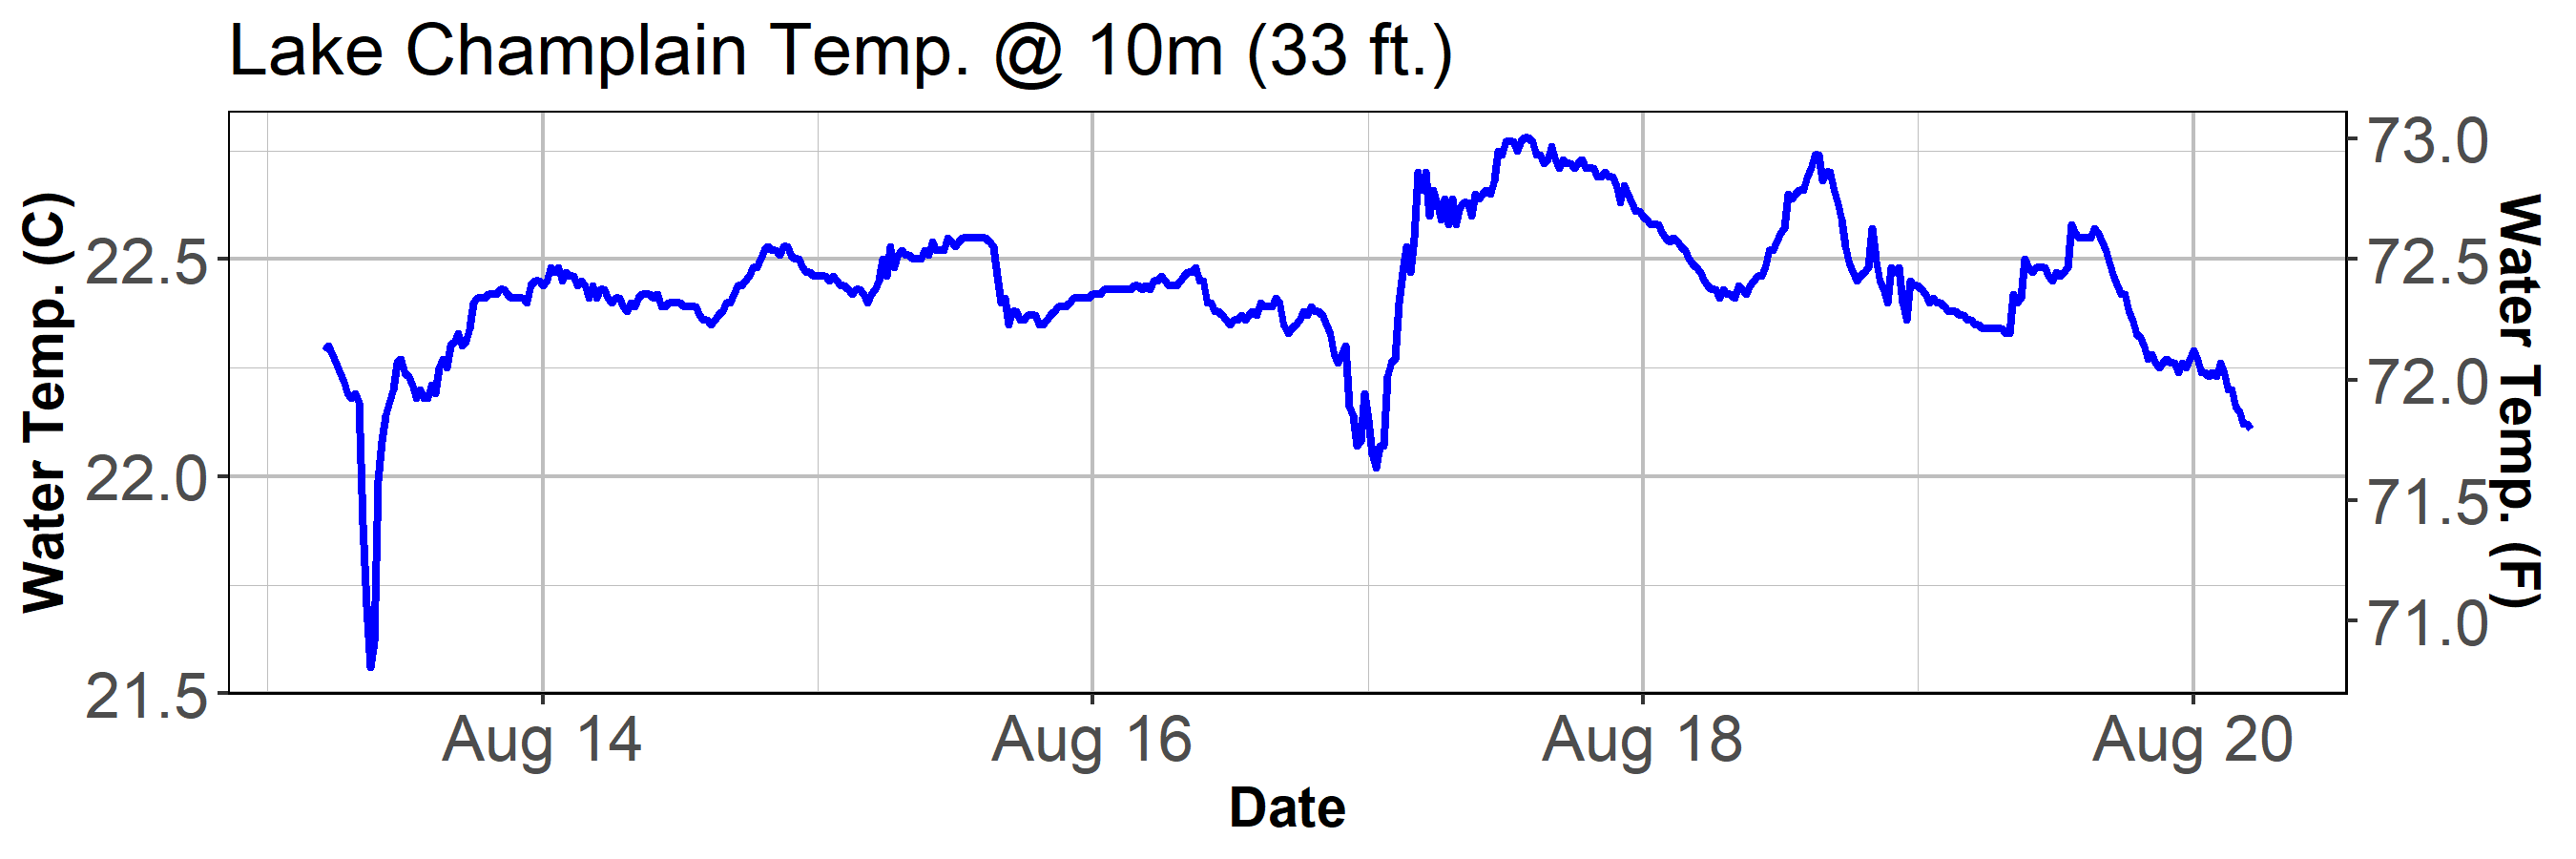 Lake Champlain Temp. @ 10m (33 ft.)
Water Temp. (C)
22.5
22.0
21.5
73.0
72.5
72.0
71.5
71.0
Water Temp. (F)
Aug 14 Aug 16 Aug 18 Aug 20
Date